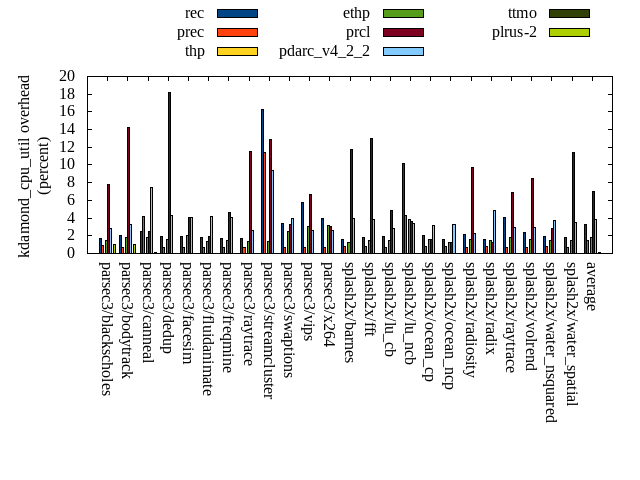 rec ethp ttmo
prec prcl plrus-2
thp pdarc_v4_2_2
kdamond_cpu_util overhead
(percent)
20
18
16
14
12
10
8
6
4
2
0
parsec3/blackscholes
parsec3/bodytrack
parsec3/canneal
parsec3/dedup
parsec3/facesim
parsec3/fluidanimate
parsec3/freqmine
parsec3/raytrace
parsec3/streamcluster
parsec3/swaptions
parsec3/vips
parsec3/x264
splash2x/barnes
splash2x/fft
splash2x/lu_cb
splash2x/lu_ncb
splash2x/ocean_cp
splash2x/ocean_ncp
splash2x/radiosity
splash2x/radix
splash2x/raytrace
splash2x/volrend
splash2x/water_nsquared
splash2x/water_spatial
average